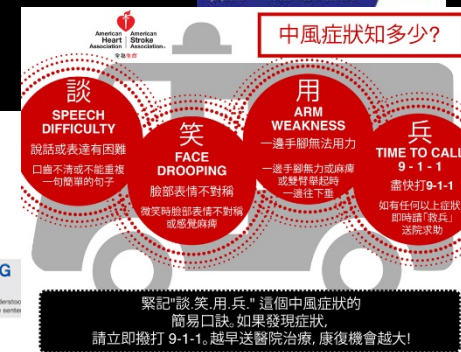 American Heart Association
American Stroke Association
中風症狀知多少?
談
SPEECH
DIFFICULTY
說話或表達有困難
口齒不清或不能重複
一句簡單的句子
笑
FACE
DROOPING
臉部表情不對稱
微笑時臉部表情不對稱
或感覺麻痺
用
ARM
WEAKNESS
一邊手腳無法用力
一邊手腳無力或麻痺
或雙臂舉起時
一邊往下垂
兵
TIME TO CALL
9-1-1
盡快打9-1-1
如有任何以上症狀
即時請「救兵」
送院求助
G
緊記"談.笑.用.兵." 這個中風症狀的
簡易口訣。如果發現症狀,
請立即撥打 9-1-1。越早送醫院治療, 康復機會越大!